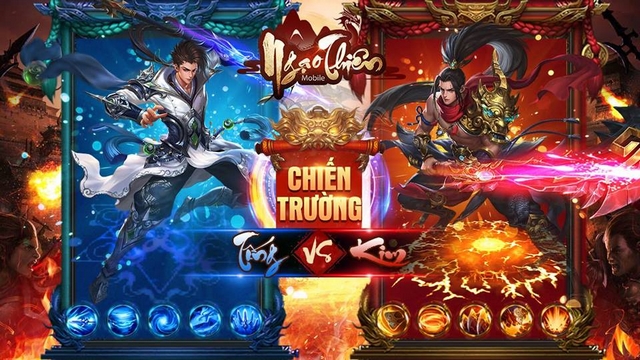 Ngạo Thiên
Mobile
CHIẾN
TRƯỜNG
Tống VS Kim